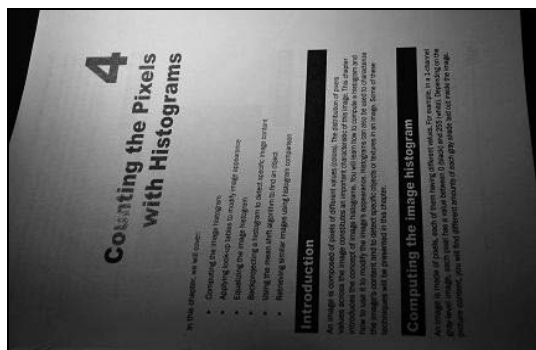 4
Counting the Pixels
with Histograms
In this chapter, we will cover:
• Computing the image histogram
• Applying look-up tables to modify image appearance
• Equalizing the image histogram
• Backprojecting a histogram to detect specific image content
• Using the mean shift algorithm to find an object
• Retrieving similar images using histogram comparison
Introduction
An image is composed of pixels of different values (colors). The distribution of pixel
values across the image constitutes an important characteristic of this image. This chapter
introduces the concept of image histograms. You will learn how to compute a histogram and
how to use it to modify the image's appearance. Histograms can also be used to characterize
the image's content and to detect specific objects or textures in an image. Some of these
techniques will be presented in this chapter.
Computing the image histogram
An image is made of pixels, each of them having different values. For example, in a 1-channel
gray-level image, each pixel has a value between 0 (black) and 255 (white). Depending on the
picture content, you will find different amounts of each gray shade laid out inside the image.